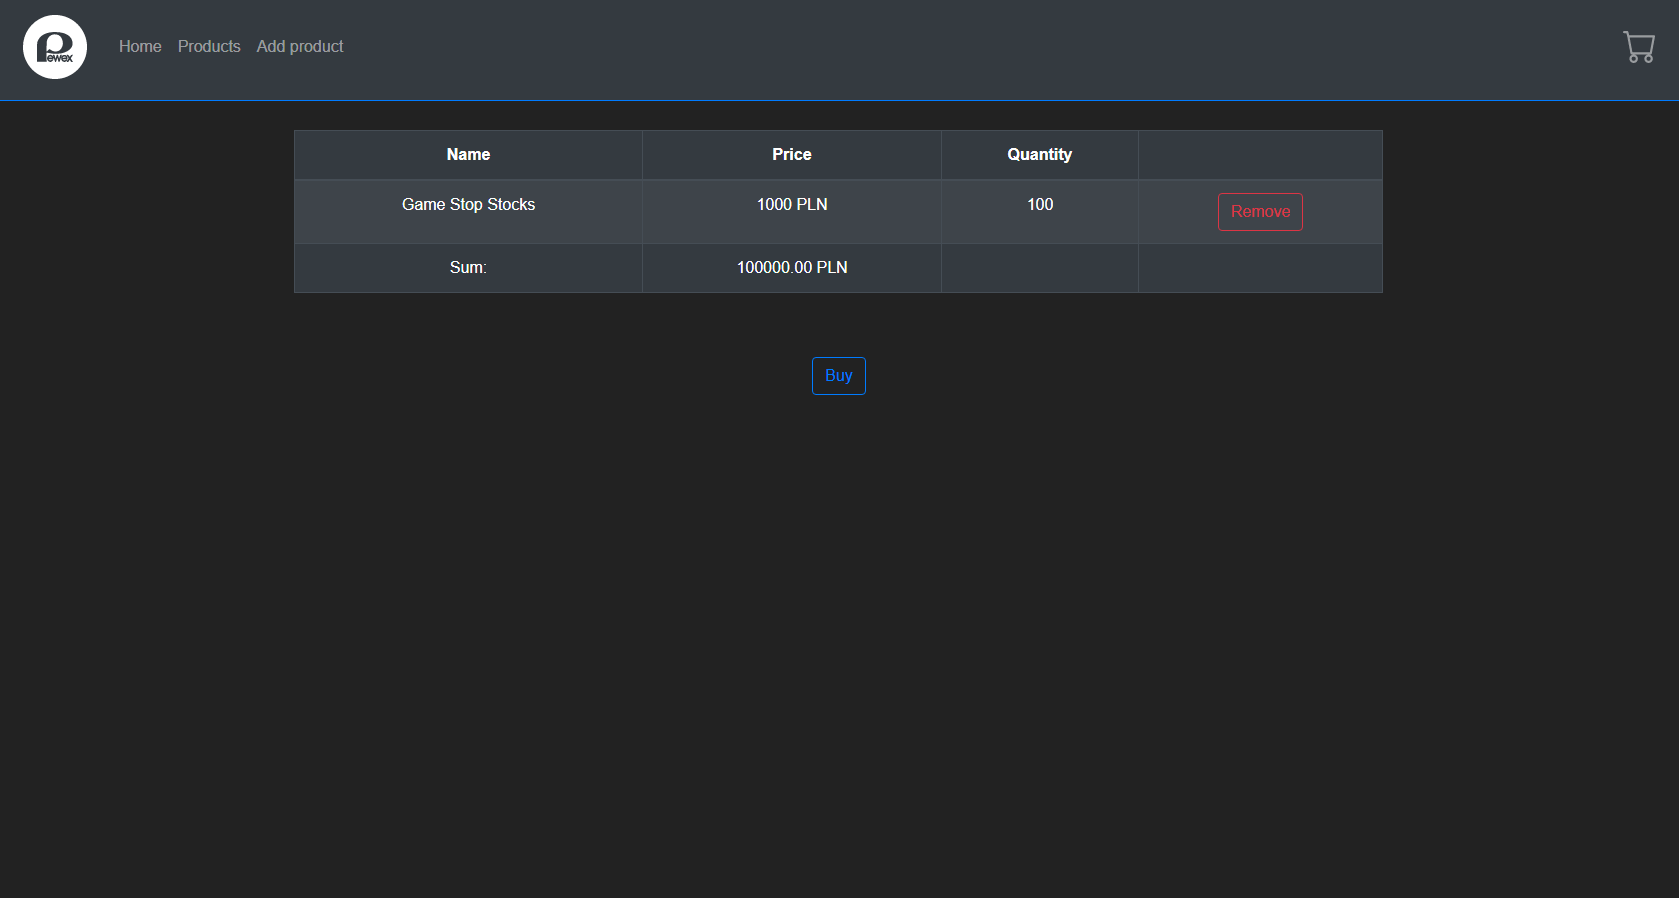 Pewex
Home Products Add product
Name Price Quantity
Game Stop Stocks 1000 PLN 100 Remove
Sum: 100000.00 PLN
Buy